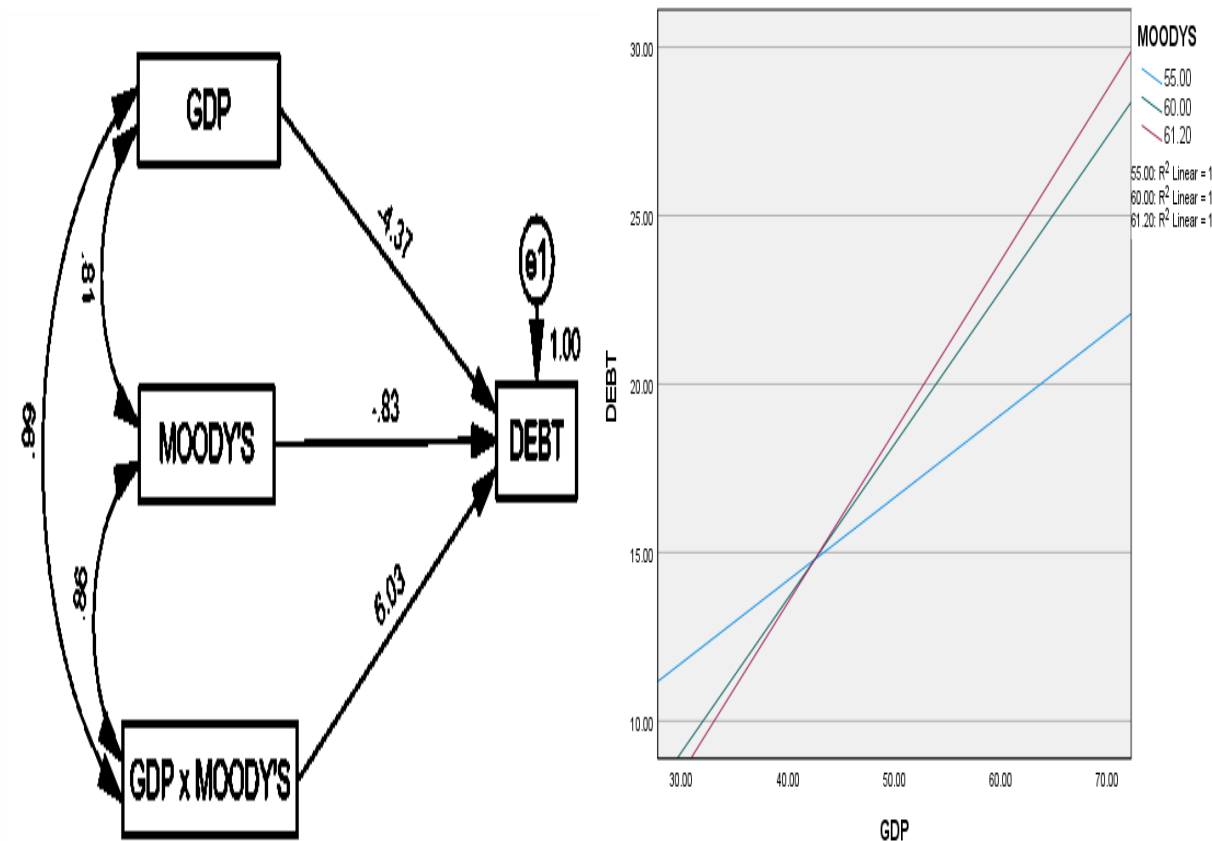 GDP
-4.37
.81
e1
1.00
-.83
MOODY'S
DEBT
.99
.86
6.03
GDP x MOODY'S
MOODYS
55.00
60.00
61.20
55.00: R² Linear = 1
60.00: R² Linear = 1
61.20: R² Linear = 1
DEBT
30.00
25.00
20.00
15.00
10.00
30.00 40.00 50.00 60.00 70.00
GDP